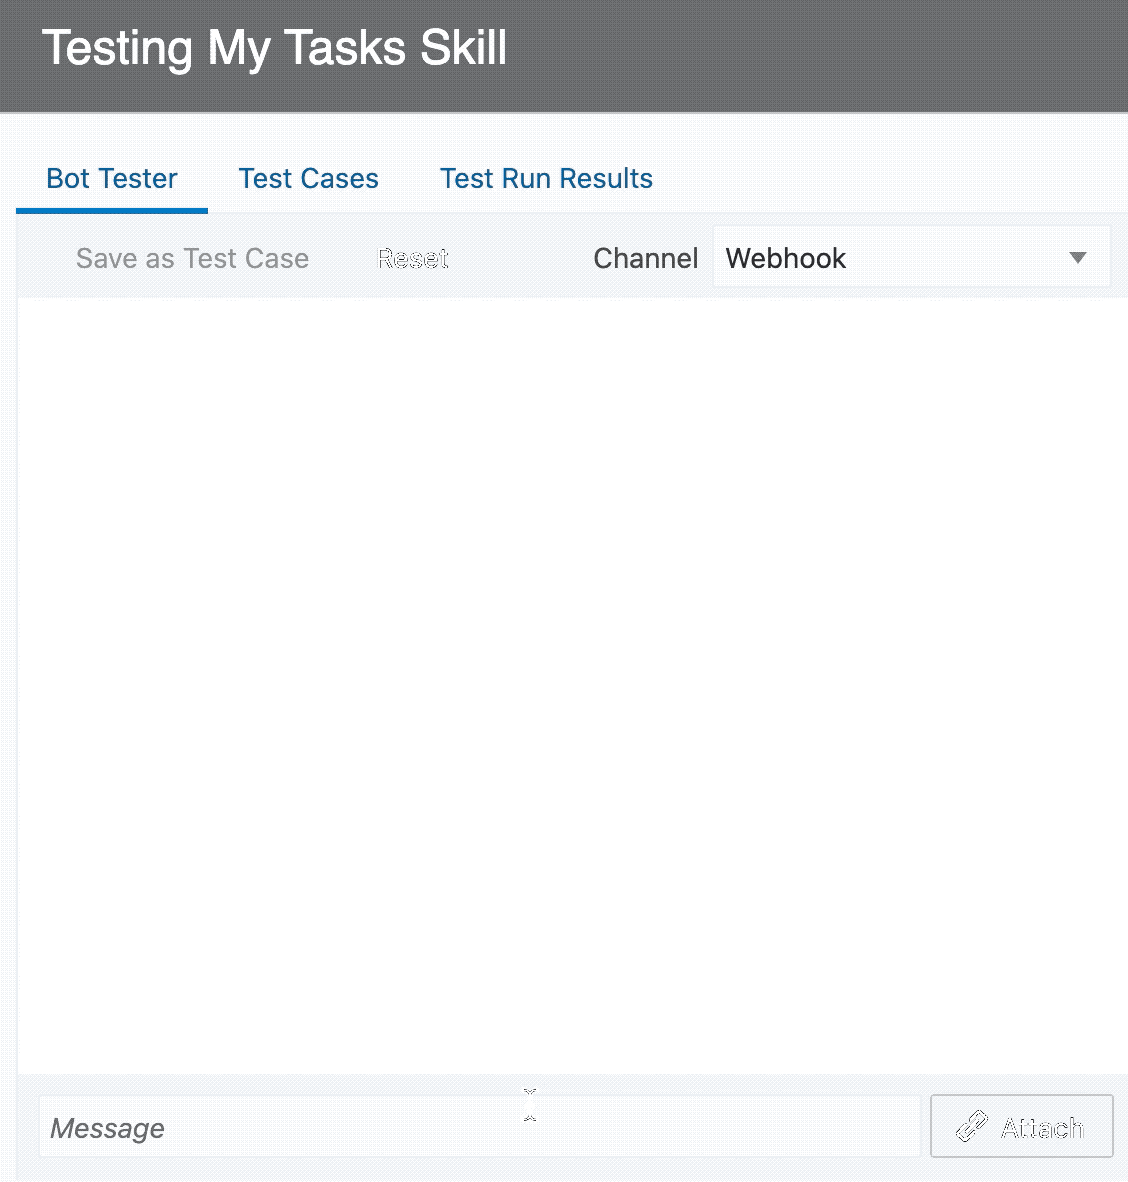 Testing My Tasks Skill
Bot Tester Test Cases Test Run Results
Save as Test Case Reset Channel Webhook
Message Attach